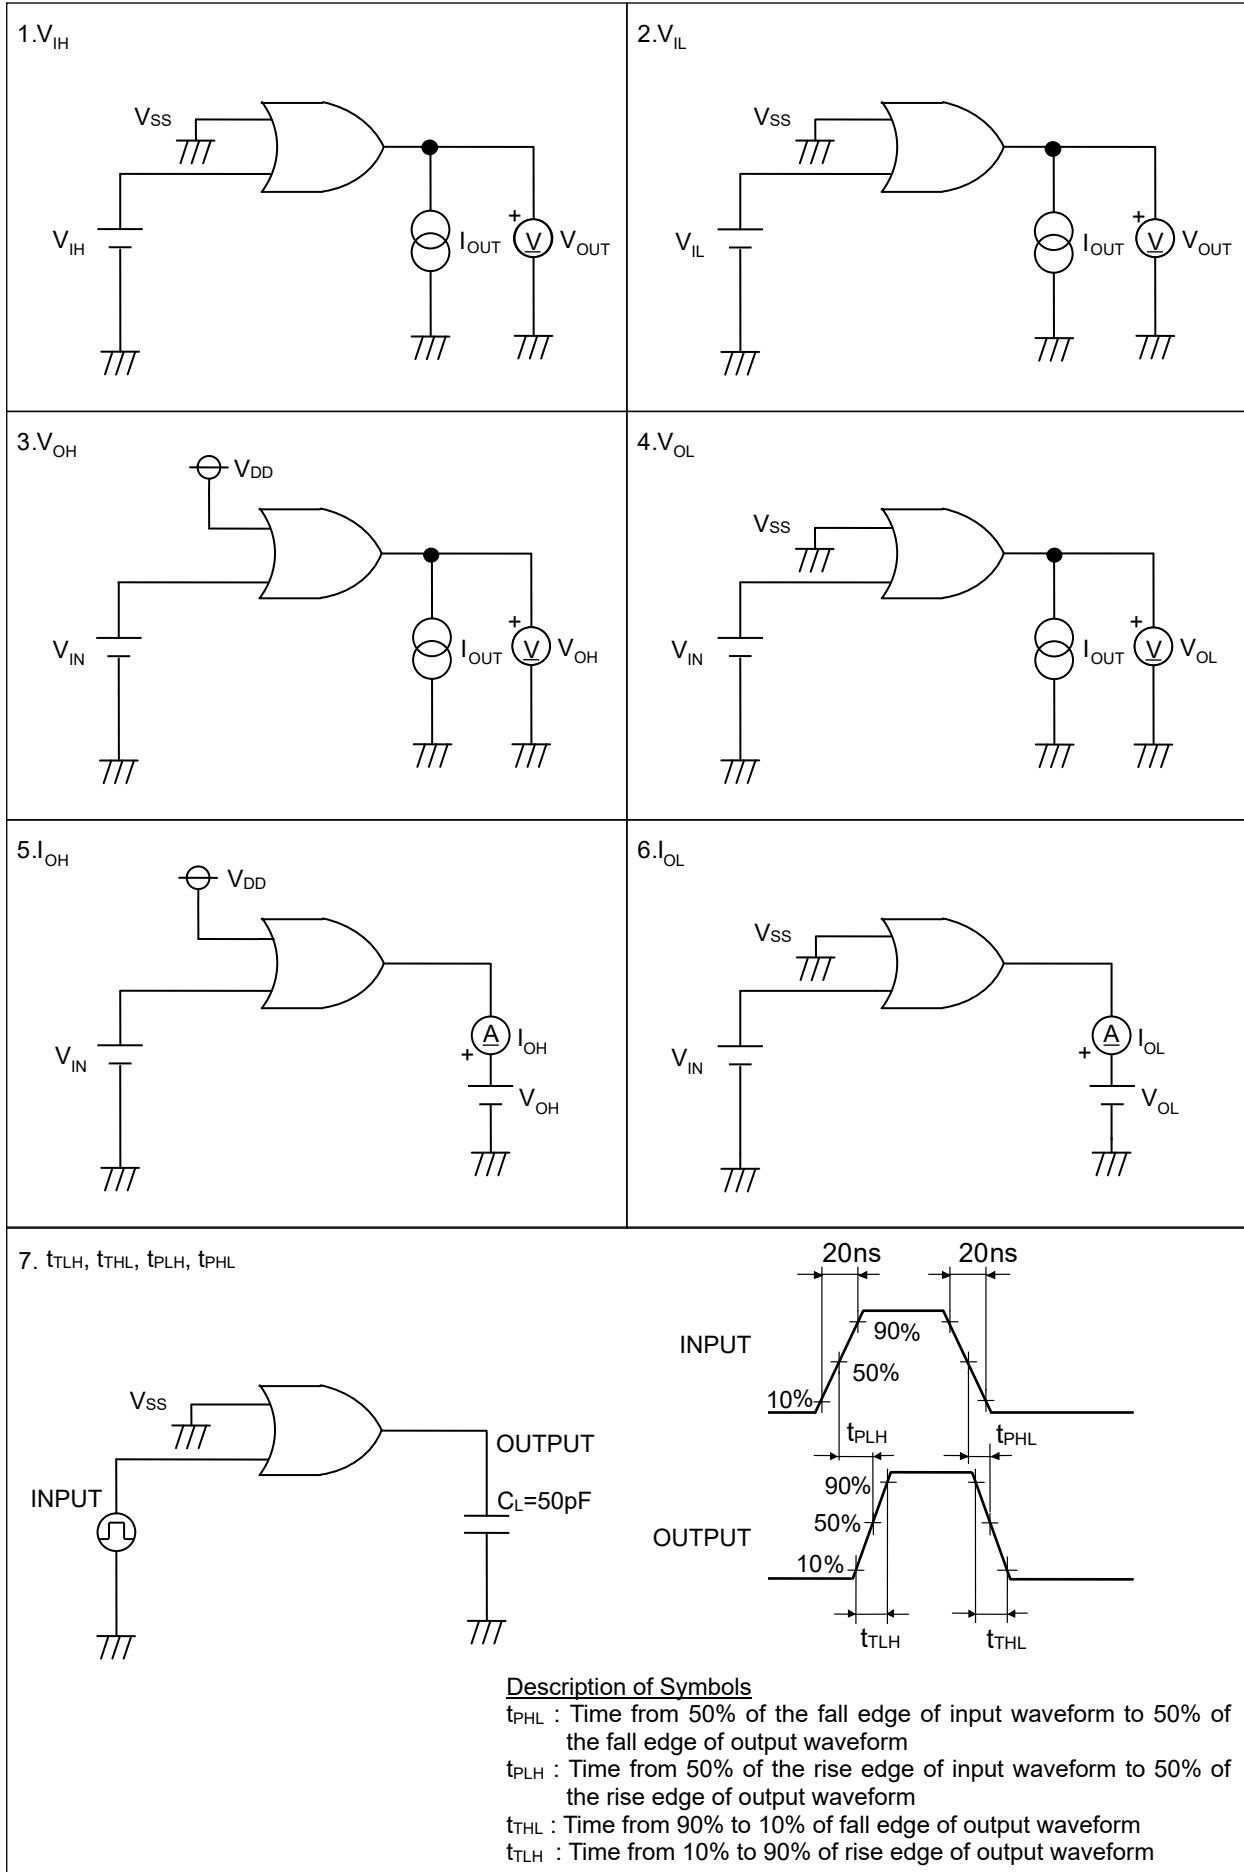 1.VIH
VSS
VIH
IOUT
+
V
VOUT
2.VIL
VSS
VIL
IOUT
+
V
VOUT
3.VOH
VDD
VIN
IOUT
+
V
VOH
4.VOL
VSS
VIN
IOUT
+
V
VOL
5.IOH
VDD
VIN
A
+
IOH
VOH
6.IOL
VSS
VIN
A
+
IOL
VOL
7. tTLH, tTHL, tPLH, tPHL
VSS
INPUT
OUTPUT
CL=50pF
20ns
20ns
INPUT
90%
50%
10%
tPLH
tPHL
90%
50%
OUTPUT
10%
tTLH
tTHL
Description of Symbols
tPHL : Time from 50% of the fall edge of input waveform to 50% of
the fall edge of output waveform
tPLH : Time from 50% of the rise edge of input waveform to 50% of
the rise edge of output waveform
tTHL : Time from 90% to 10% of fall edge of output waveform
tTLH : Time from 10% to 90% of rise edge of output waveform